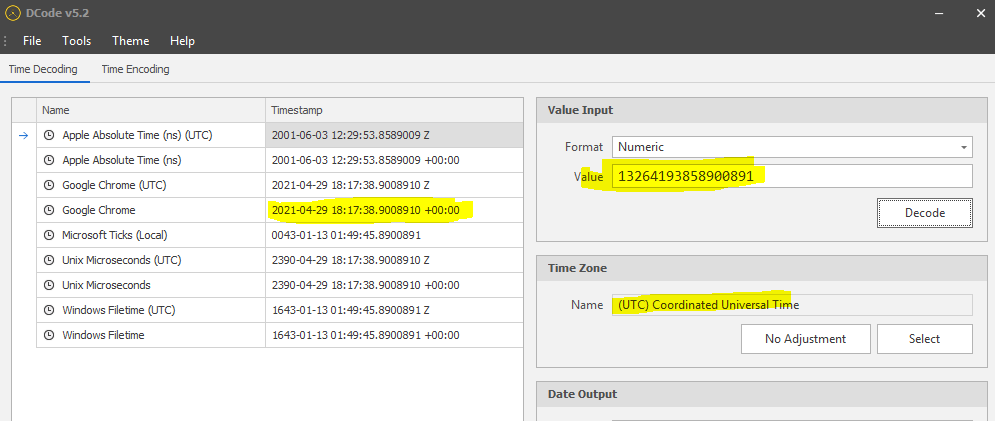 DCode v5.2
File Tools Theme Help
Time Decoding Time Encoding
Name Timestamp
Apple Absolute Time (ns) (UTC) 2001-06-03 12:29:53.8589009 Z
Apple Absolute Time (ns) 2001-06-03 12:29:53.8589009 +00:00
Google Chrome (UTC) 2021-04-29 18:17:38.9008910 Z
Google Chrome 2021-04-29 18:17:38.9008910 +00:00
Microsoft Ticks (Local) 0043-01-13 01:49:45.8900891
Unix Microseconds (UTC) 2390-04-29 18:17:38.9008910 Z
Unix Microseconds 2390-04-29 18:17:38.9008910 +00:00
Windows Filetime (UTC) 1643-01-13 01:49:45.8900891 Z
Windows Filetime 1643-01-13 01:49:45.8900891 +00:00
Value Input
Format Numeric
Value 13264193858900891
Decode
Time Zone
Name (UTC) Coordinated Universal Time
No Adjustment Select
Date Output